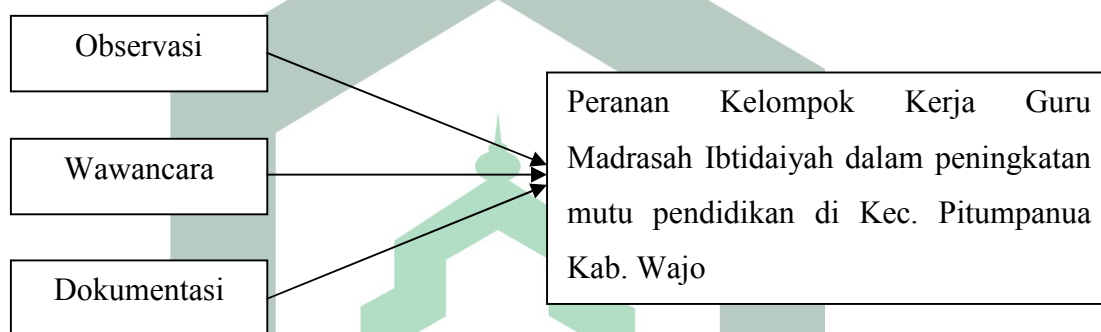 Observasi
Wawancara
Dokumentasi
Peranan Kelompok Kerja Guru
Madrasah Ibtidaiyah dalam peningkatan
mutu pendidikan di Kec. Pitumpanua
Kab. Wajo